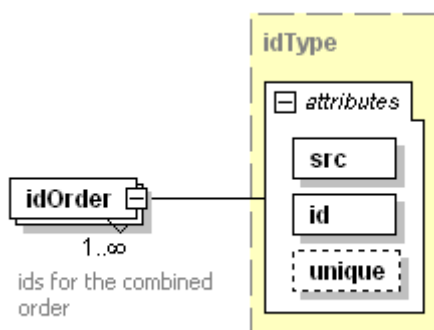 idType
attributes
src
idOrder
id
1..∞
unique
ids for the combined
order